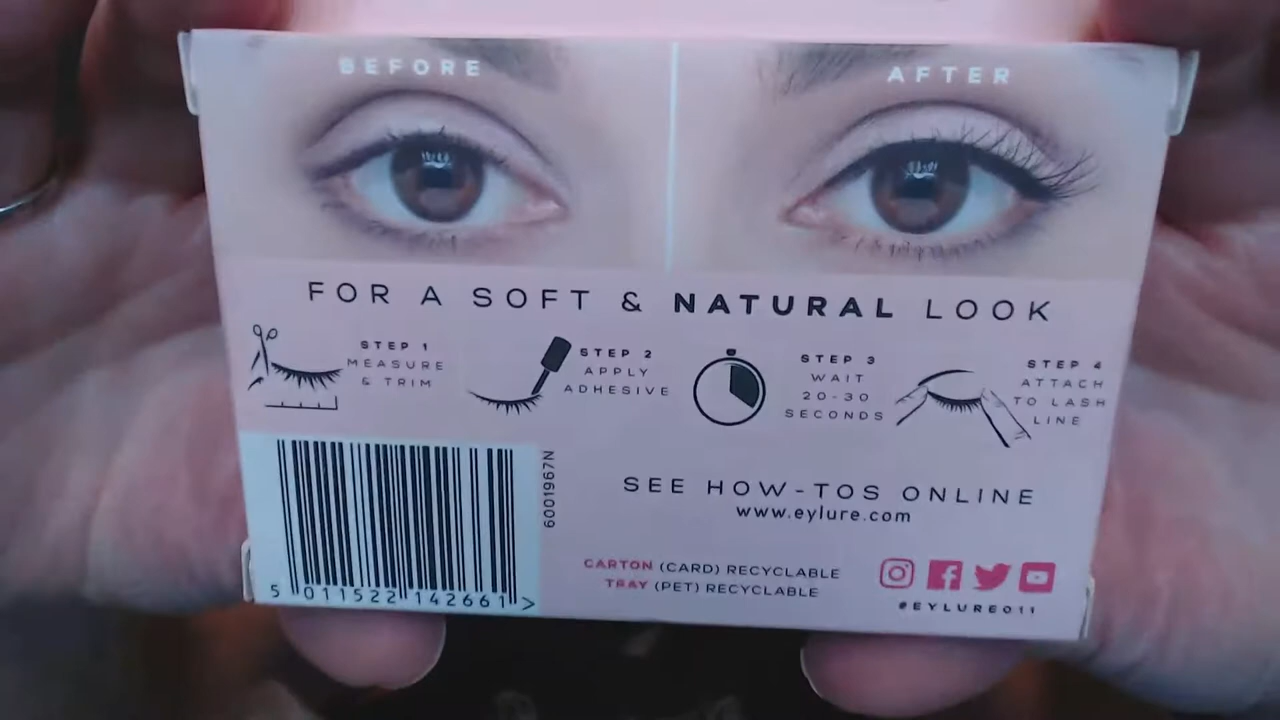 BEFORE
AFTER
FOR A SOFT & NATURAL LOOK
STEP 1
MEASURE
& TRIM
STEP 2
APPLY
ADHESIVE
STEP 3
WAIT
20-30
SECONDS
STEP 4
ATTACH
TO LASH
LINE
6001967N
5 011522 142661 >
SEE HOW-TOS ONLINE
www.eylure.com
CARTON (CARD) RECYCLABLE
TRAY (PET) RECYCLABLE
#EYLURE011